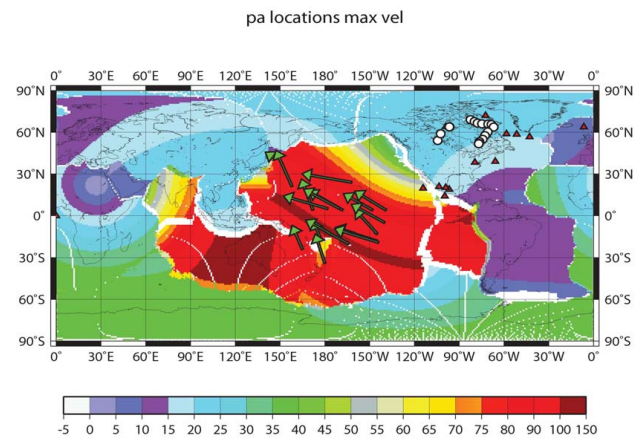 pa locations max vel
0˚ 30˚E 60˚E 90˚E 120˚E 150˚E 180˚W 150˚W 120˚W 90˚W 60˚W 30˚W 0˚
90˚N 90˚N
60˚N 60˚N
30˚N 30˚N
0˚ 0˚
30˚S 30˚S
60˚S 60˚S
90˚S 90˚S
0˚ 30˚E 60˚E 90˚E 120˚E 150˚E 180˚W 150˚W 120˚W 90˚W 60˚W 30˚W 0˚
-5 0 5 10 15 20 25 30 35 45 50 55 60 65 70 75 80 90 100 150